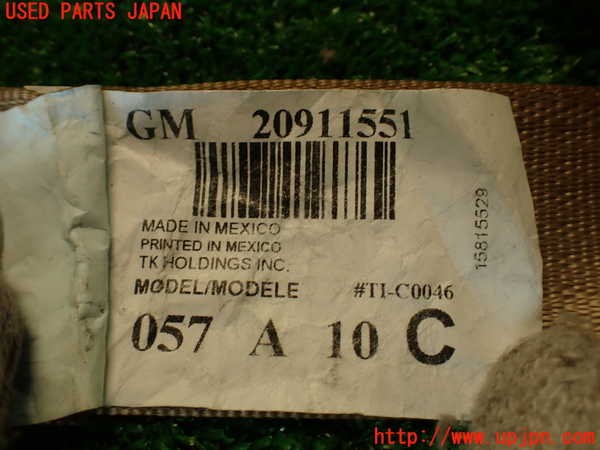 USED PARTS JAPAN
GM 20911551
MADE IN MEXICO
PRINTED IN MEXICO
TK HOLDINGS INC.
MODEL/MODÈLE #TI-C0046
057 A 10 C
15815529
http://www.upjpn.com